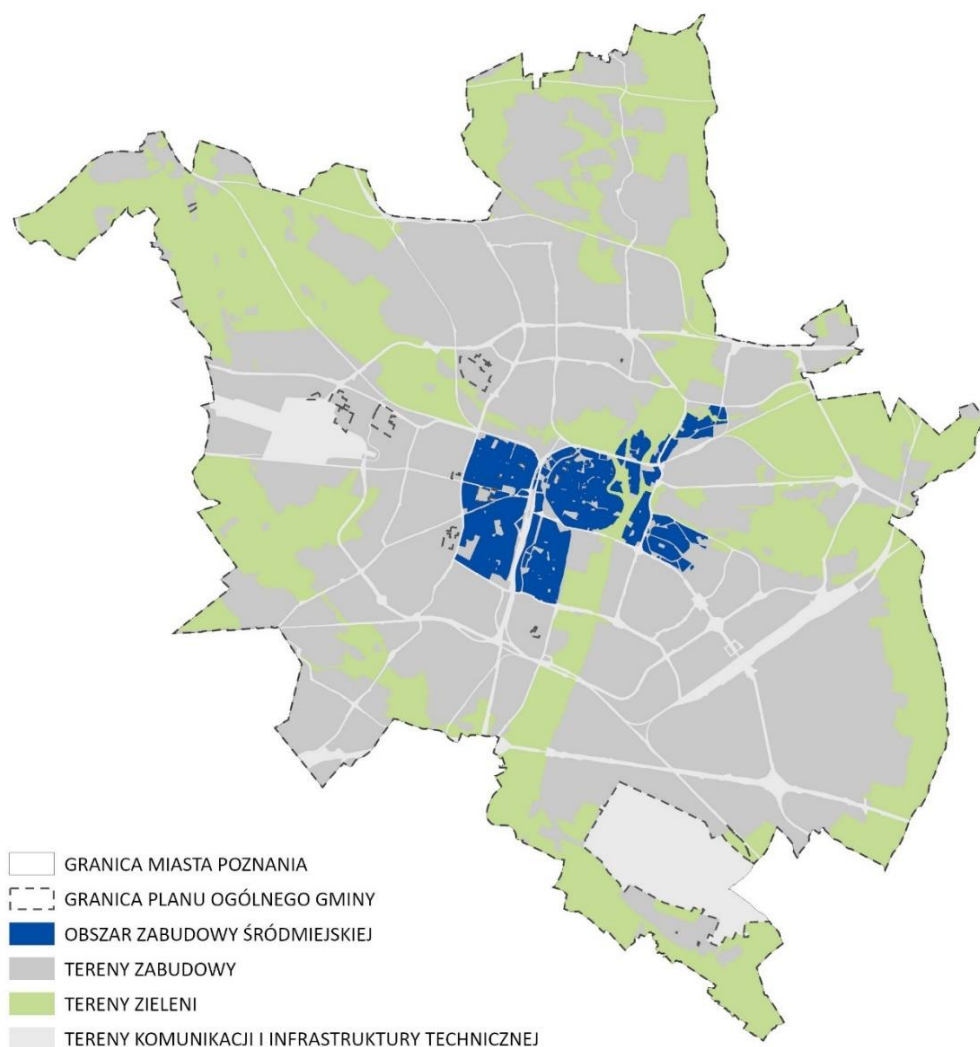 GRANICA MIASTA POZNANIA
GRANICA PLANU OGÓLNEGO GMINY
OBSZAR ZABUDOWY ŚRÓDMIEJSKIEJ
TERENY ZABUDOWY
TERENY ZIELENI
TERENY KOMUNIKACJI I INFRASTRUKTURY TECHNICZNEJ